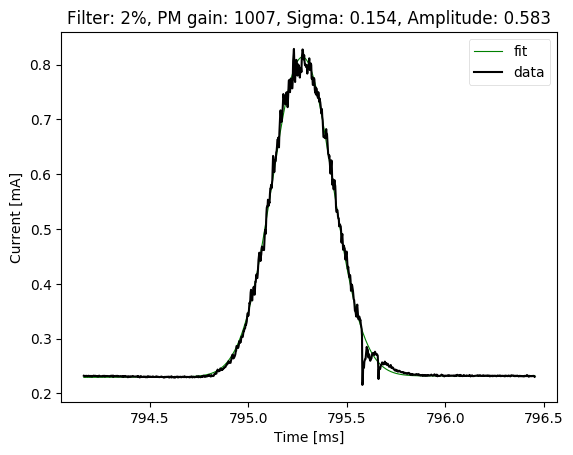 Filter: 2%, PM gain: 1007, Sigma: 0.154, Amplitude: 0.583
fit
data
0.8
0.7
0.6
0.5
0.4
0.3
0.2
Current [mA]
794.5
795.0
795.5
796.0
796.5
Time [ms]